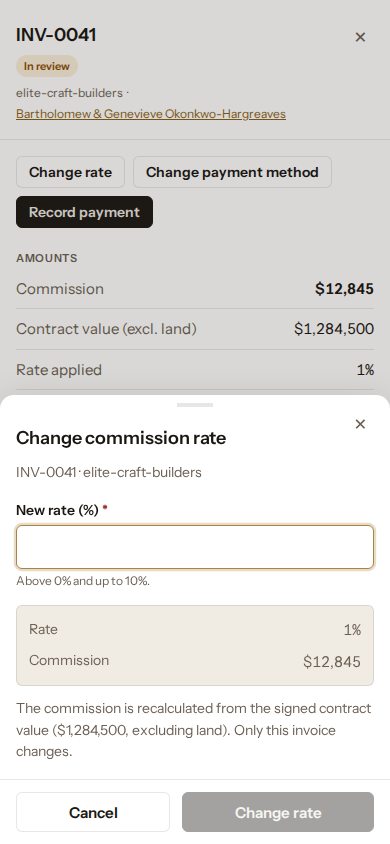 INV-0041
In review
elite-craft-builders ·
Bartholomew & Genevieve Okonkwo-Hargreaves
Change rate
Change payment method
Record payment
AMOUNTS
Commission $12,845
Contract value (excl. land) $1,284,500
Rate applied 1%
Change commission rate
INV-0041 · elite-craft-builders
New rate (%) *
Above 0% and up to 10%.
Rate 1%
Commission $12,845
The commission is recalculated from the signed contract
value ($1,284,500, excluding land). Only this invoice
changes.
Cancel
Change rate